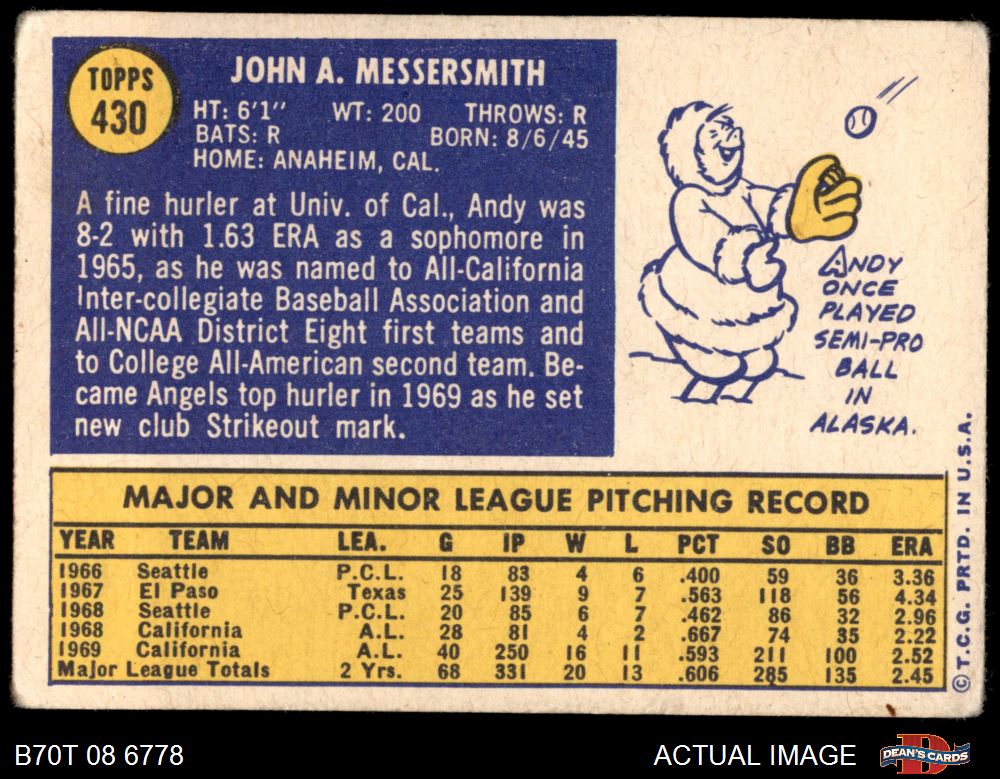 TOPPS
430
JOHN A. MESSERSMITH
HT: 6'1" WT: 200 THROWS: R
BATS: R BORN: 8/6/45
HOME: ANAHEIM, CAL.
A fine hurler at Univ. of Cal., Andy was
8-2 with 1.63 ERA as a sophomore in
1965, as he was named to All-California
Inter-collegiate Baseball Association and
All-NCAA District Eight first teams and
to College All-American second team. Be-
came Angels top hurler in 1969 as he set
new club Strikeout mark.
ANDY
ONCE
PLAYED
SEMI-PRO
BALL
IN
ALASKA.
MAJOR AND MINOR LEAGUE PITCHING RECORD
YEAR TEAM LEA. G IP W L PCT SO BB ERA
1966 Seattle P.C.L. 18 83 4 6 .400 59 36 3.36
1967 El Paso Texas 25 139 9 7 .563 118 56 4.34
1968 Seattle P.C.L. 20 85 6 7 .462 86 32 2.96
1968 California A.L. 28 81 4 2 .667 74 35 2.22
1969 California A.L. 40 250 16 11 .593 211 100 2.52
Major League Totals 2 Yrs. 68 331 20 13 .606 285 135 2.45
© T.C.G. PRTD. IN U.S.A.
B70T 08 6778
ACTUAL IMAGE
DEAN'S CARDS